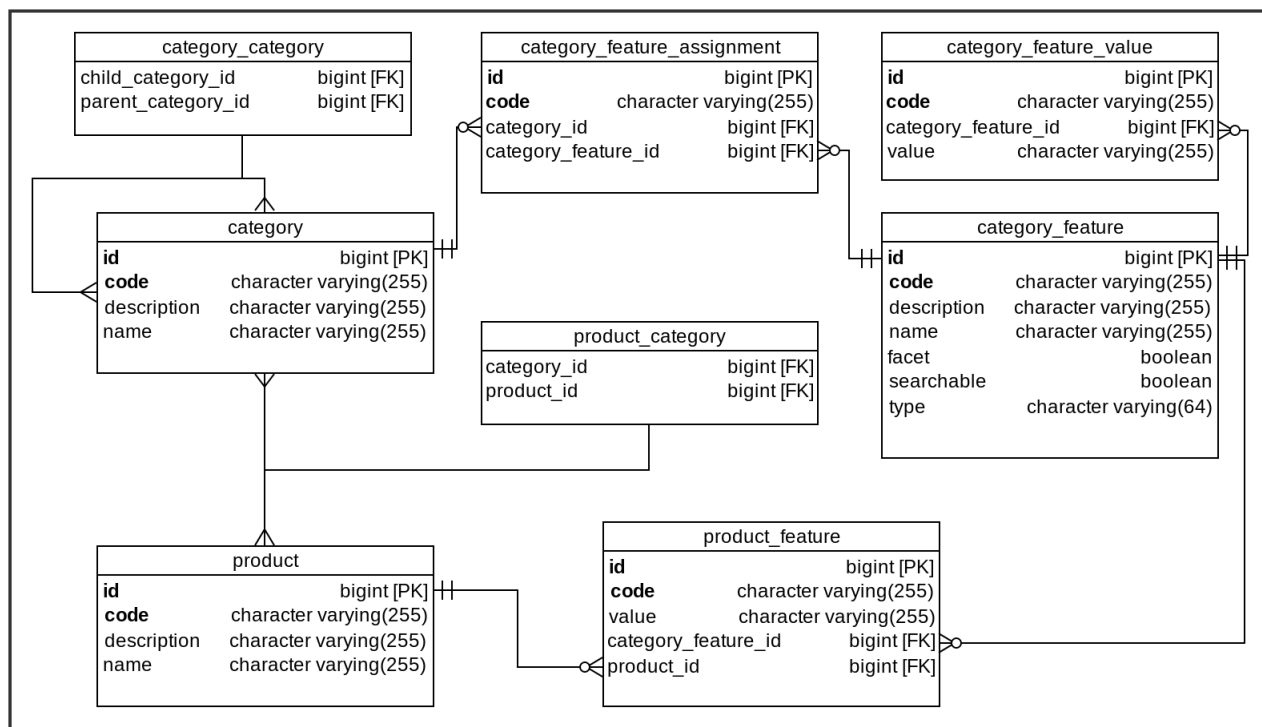 category_category
child_category_id bigint [FK]
parent_category_id bigint [FK]
category_feature_assignment
id bigint [PK]
code character varying(255)
category_id bigint [FK]
category_feature_id bigint [FK]
category_feature_value
id bigint [PK]
code character varying(255)
category_feature_id bigint [FK]
value character varying(255)
category
id bigint [PK]
code character varying(255)
description character varying(255)
name character varying(255)
category_feature
id bigint [PK]
code character varying(255)
description character varying(255)
name character varying(255)
facet boolean
searchable boolean
type character varying(64)
product_category
category_id bigint [FK]
product_id bigint [FK]
product
id bigint [PK]
code character varying(255)
description character varying(255)
name character varying(255)
product_feature
id bigint [PK]
code character varying(255)
value character varying(255)
category_feature_id bigint [FK]
product_id bigint [FK]